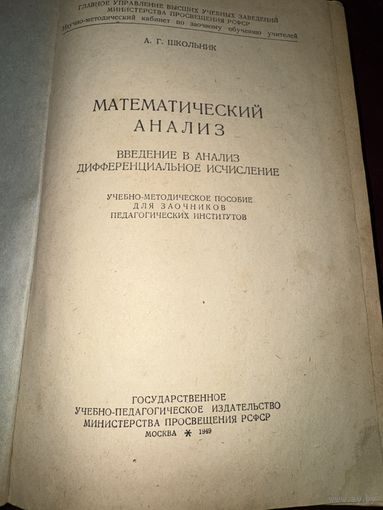 ГЛАВНОЕ УПРАВЛЕНИЕ ВЫСШИХ УЧЕБНЫХ ЗАВЕДЕНИЙ
МИНИСТЕРСТВА ПРОСВЕЩЕНИЯ РСФСР
Научно-методический кабинет по заочному обучению учителей
А. Г. ШКОЛЬНИК
МАТЕМАТИЧЕСКИЙ
АНАЛИЗ
ВВЕДЕНИЕ В АНАЛИЗ
ДИФФЕРЕНЦИАЛЬНОЕ ИСЧИСЛЕНИЕ
УЧЕБНО-МЕТОДИЧЕСКОЕ ПОСОБИЕ
ДЛЯ ЗАОЧНИКОВ
ПЕДАГОГИЧЕСКИХ ИНСТИТУТОВ
ГОСУДАРСТВЕННОЕ
УЧЕБНО-ПЕДАГОГИЧЕСКОЕ ИЗДАТЕЛЬСТВО
МИНИСТЕРСТВА ПРОСВЕЩЕНИЯ РСФСР
МОСКВА * 1949